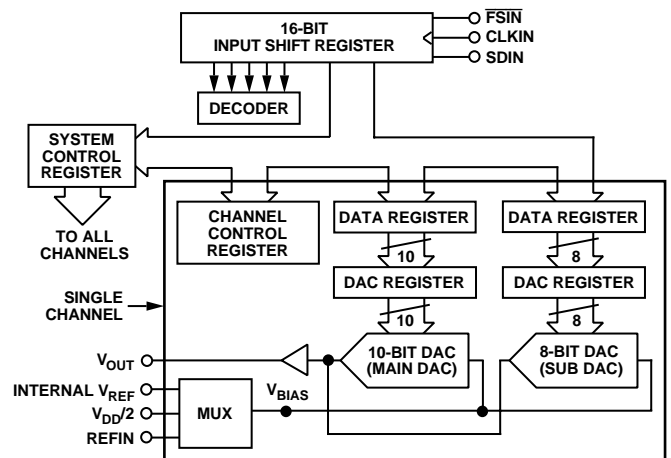 16-BIT
INPUT SHIFT REGISTER
FSIN
CLKIN
SDIN
DECODER
SYSTEM
CONTROL
REGISTER
TO ALL
CHANNELS
CHANNEL
CONTROL
REGISTER
DATA REGISTER
DATA REGISTER
10
8
DAC REGISTER
DAC REGISTER
10
8
SINGLE
CHANNEL
10-BIT DAC
(MAIN DAC)
8-BIT DAC
(SUB DAC)
VOUT
INTERNAL VREF
VDD/2
REFIN
MUX
VBIAS